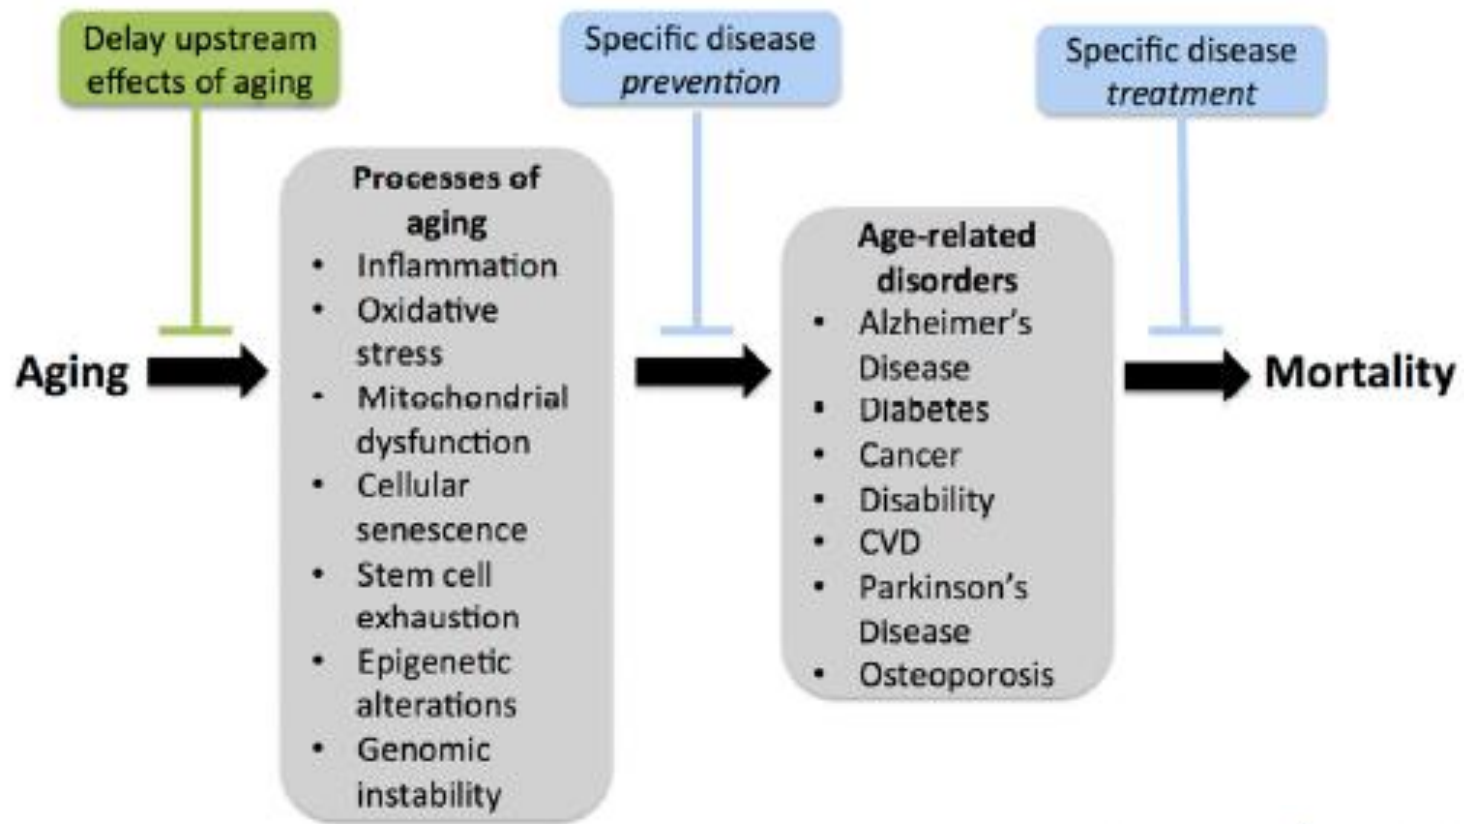 Delay upstream
effects of aging
Specific disease
prevention
Specific disease
treatment
Aging
Processes of
aging
• Inflammation
• Oxidative
stress
• Mitochondrial
dysfunction
• Cellular
senescence
• Stem cell
exhaustion
• Epigenetic
alterations
• Genomic
instability
Age-related
disorders
• Alzheimer's
Disease
• Diabetes
• Cancer
• Disability
• CVD
• Parkinson's
Disease
• Osteoporosis
Mortality